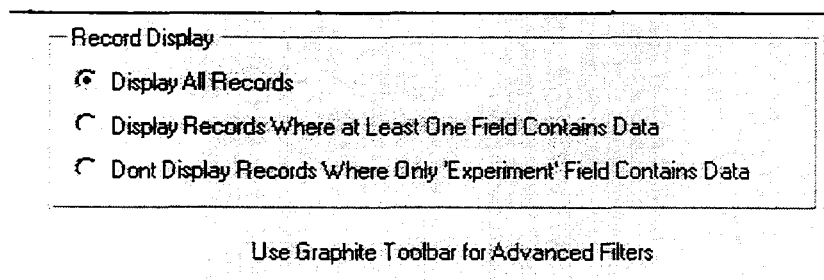 Record Display
Display All Records
Display Records Where at Least One Field Contains Data
Dont Display Records Where Only 'Experiment' Field Contains Data
Use Graphite Toolbar for Advanced Filters